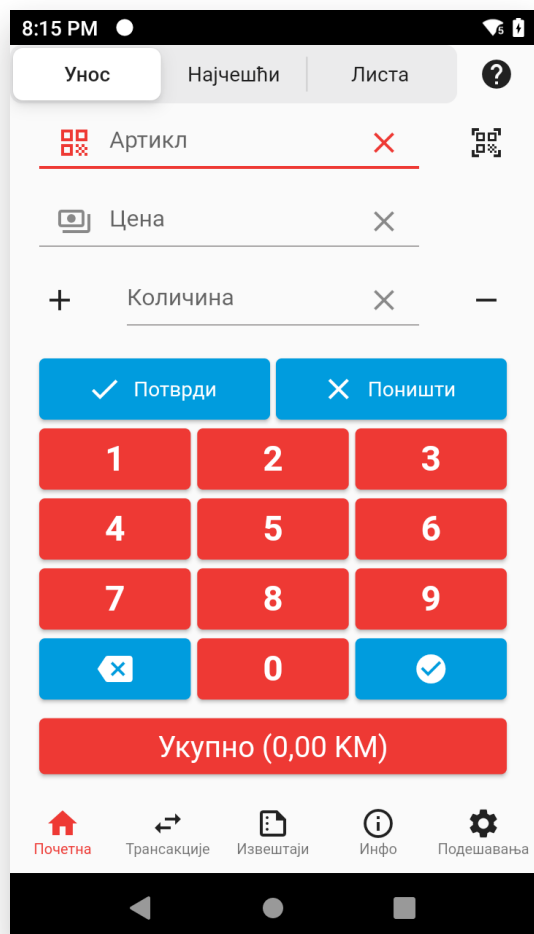 8:15 PM 5
Унос Најчешћи Листа
Артикл
Цена
Количина
Потврди Поништи
1 2 3
4 5 6
7 8 9
0
Укупно (0,00 KM)
Почетна Трансакције Извештаји Инфо Подешавања